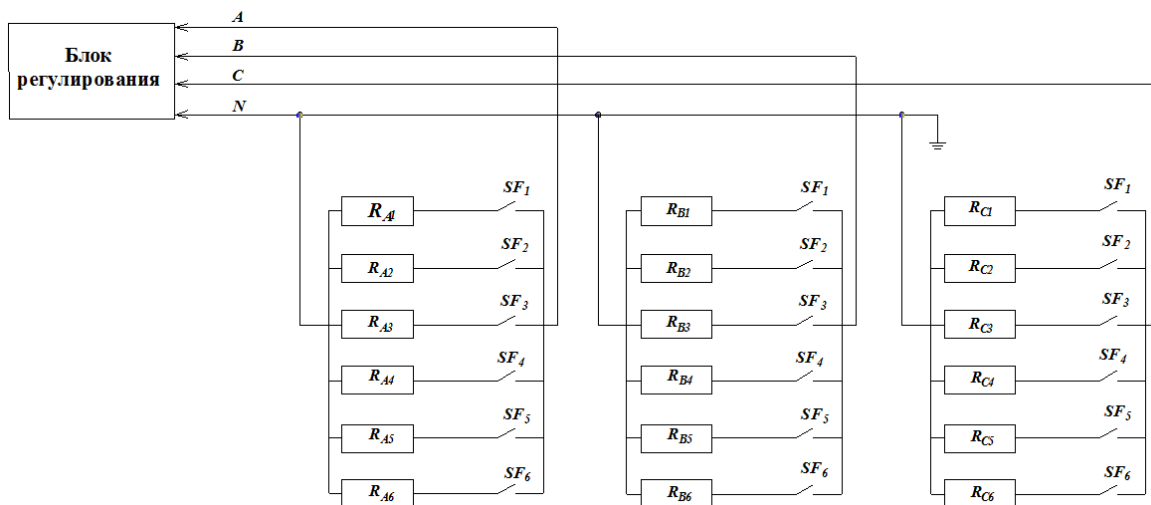 Блок
регулирования
A
B
C
N
R_A1 SF_1 R_B1 SF_1 R_C1 SF_1
R_A2 SF_2 R_B2 SF_2 R_C2 SF_2
R_A3 SF_3 R_B3 SF_3 R_C3 SF_3
R_A4 SF_4 R_B4 SF_4 R_C4 SF_4
R_A5 SF_5 R_B5 SF_5 R_C5 SF_5
R_A6 SF_6 R_B6 SF_6 R_C6 SF_6